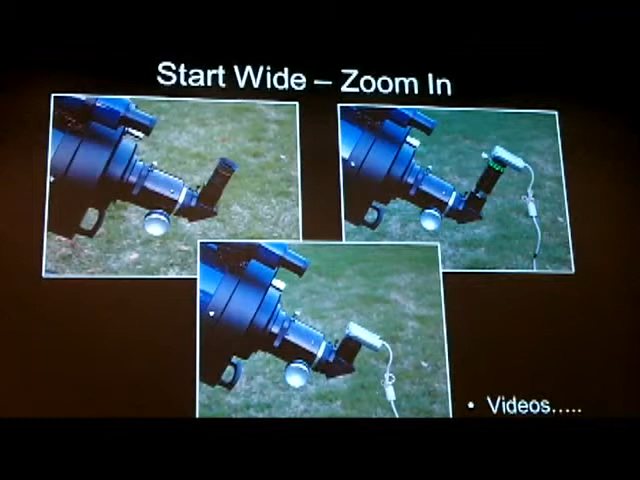 Start Wide – Zoom In
• Videos.....